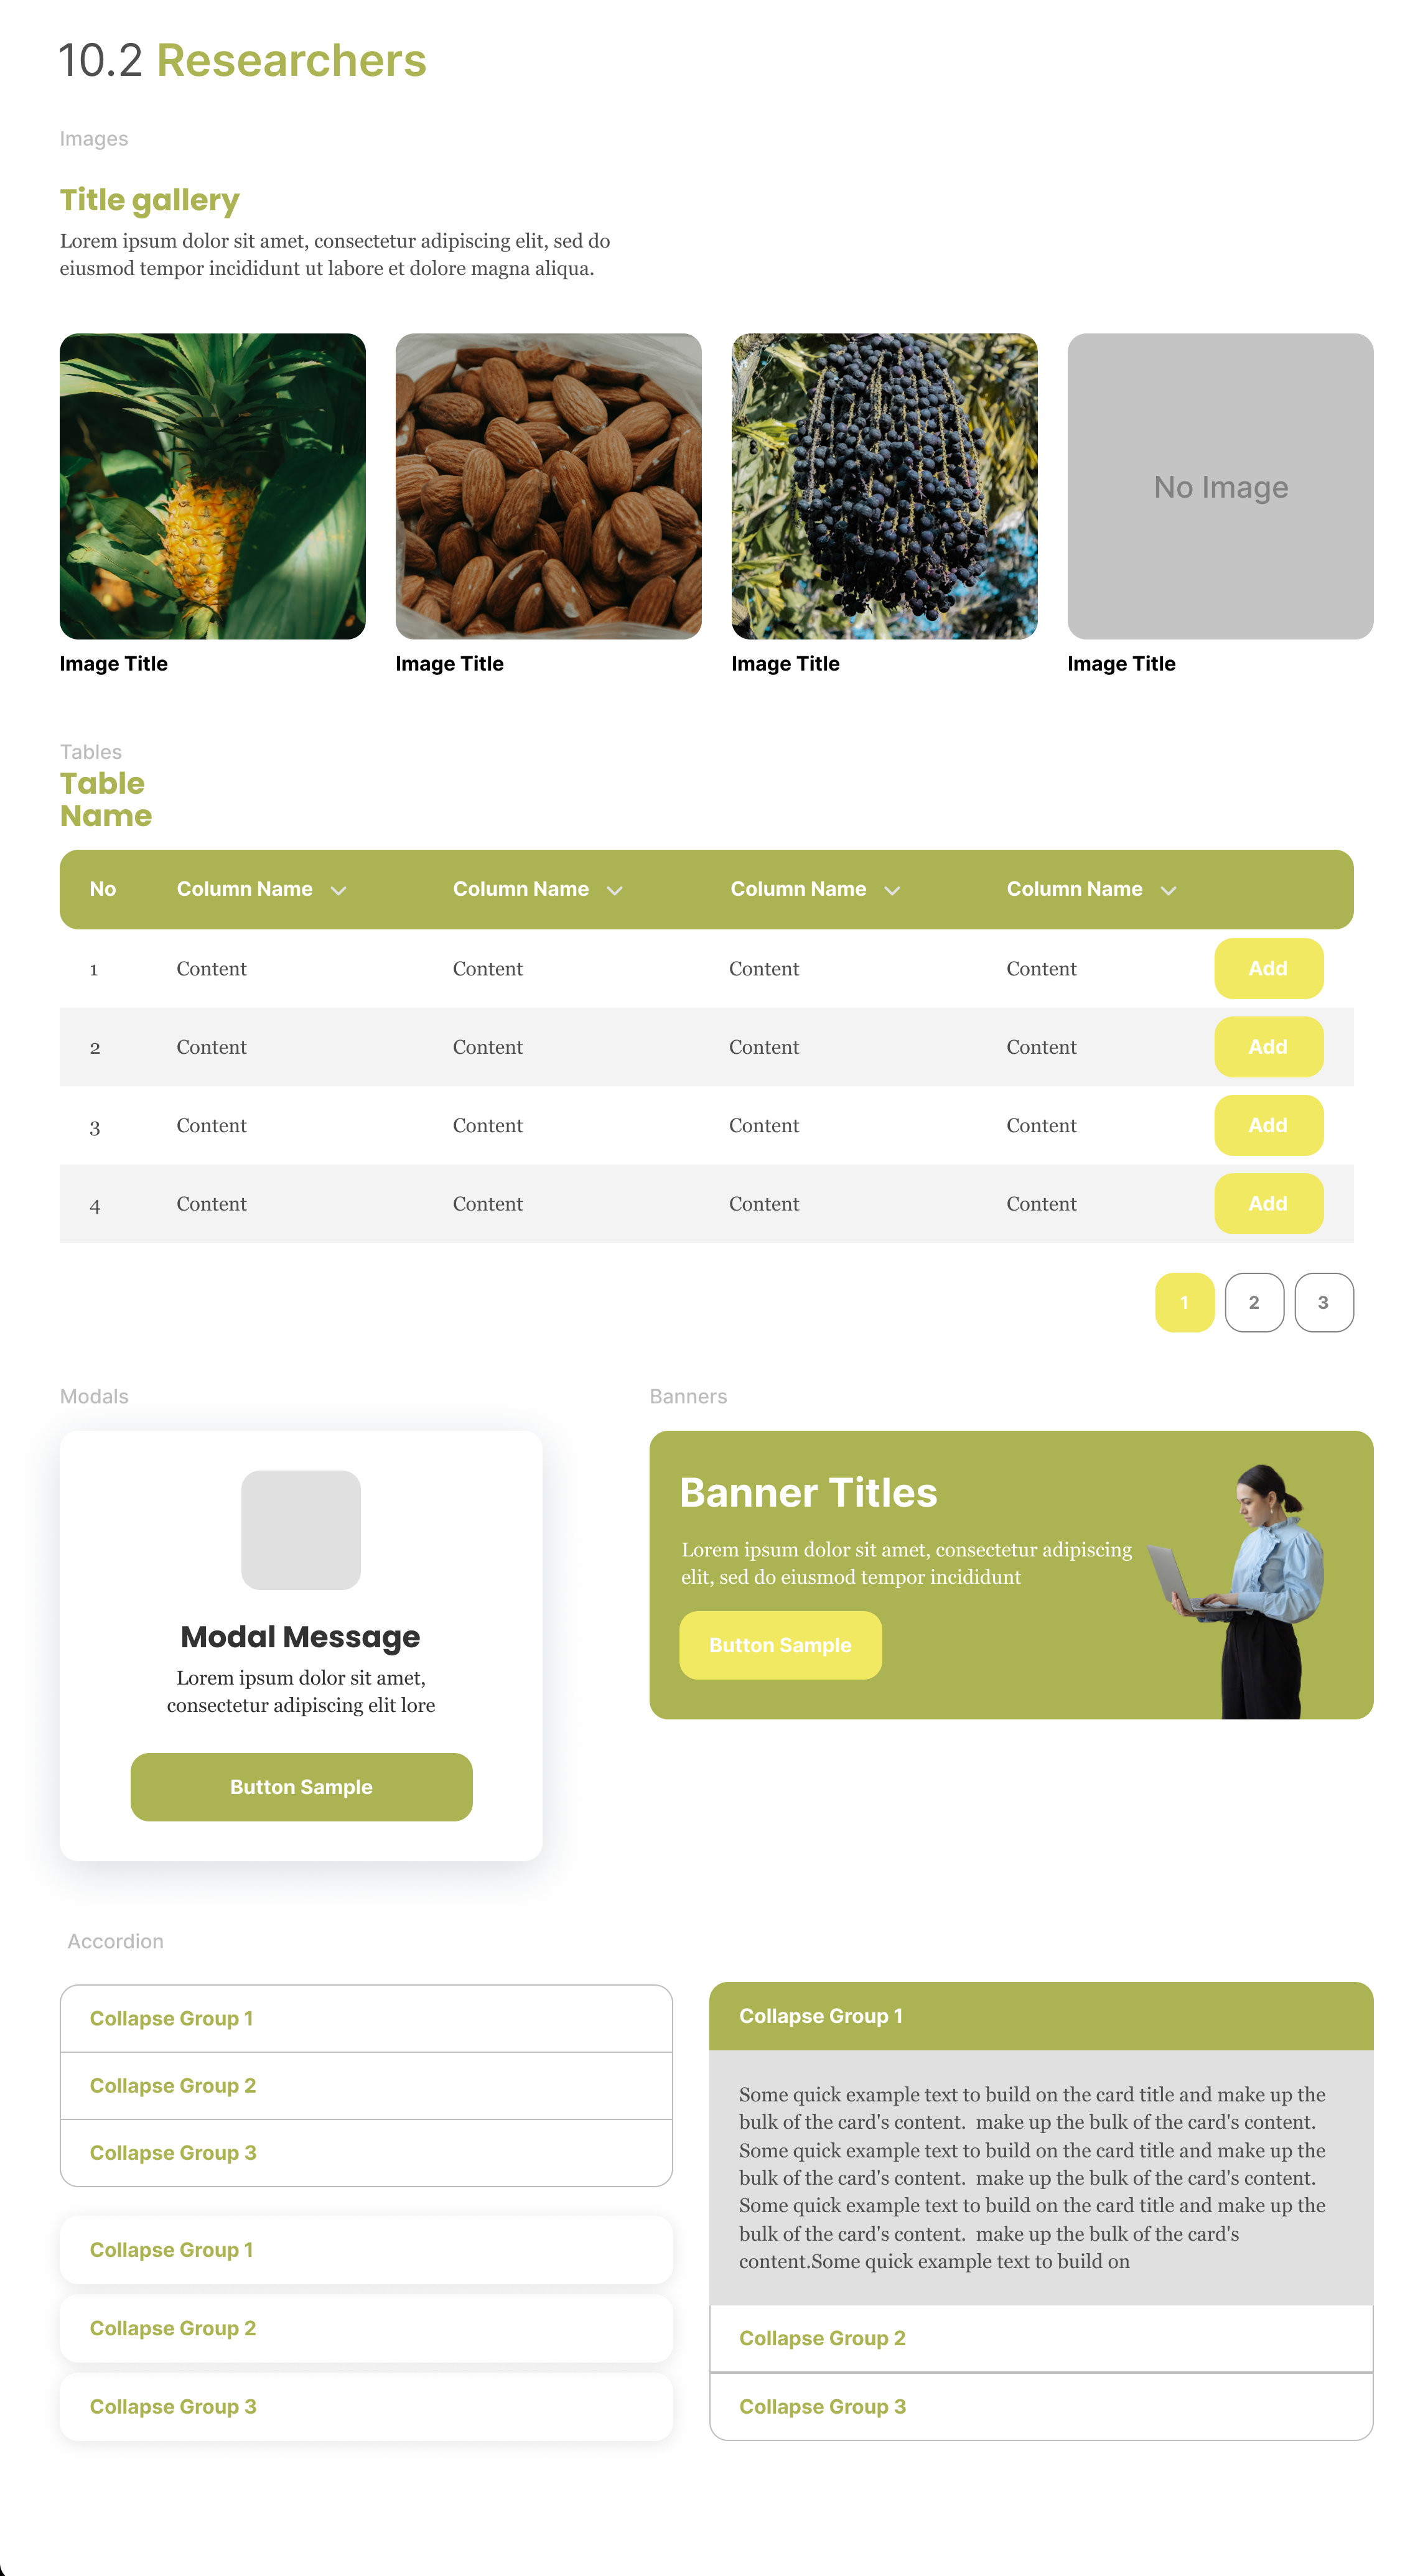 10.2 Researchers
Images
Title gallery
Lorem ipsum dolor sit amet, consectetur adipiscing elit, sed do
eiusmod tempor incididunt ut labore et dolore magna aliqua.
No Image
Image Title
Image Title
Image Title
Image Title
Tables
Table
Name
No Column Name Column Name Column Name Column Name
1 Content Content Content Content Add
2 Content Content Content Content Add
3 Content Content Content Content Add
4 Content Content Content Content Add
1 2 3
Modals
Modal Message
Lorem ipsum dolor sit amet,
consectetur adipiscing elit lore
Button Sample
Banners
Banner Titles
Lorem ipsum dolor sit amet, consectetur adipiscing
elit, sed do eiusmod tempor incididunt
Button Sample
Accordion
Collapse Group 1
Collapse Group 2
Collapse Group 3
Collapse Group 1
Collapse Group 2
Collapse Group 3
Collapse Group 1
Some quick example text to build on the card title and make up the
bulk of the card's content.  make up the bulk of the card's content.
Some quick example text to build on the card title and make up the
bulk of the card's content.  make up the bulk of the card's content.
Some quick example text to build on the card title and make up the
bulk of the card's content.  make up the bulk of the card's
content.Some quick example text to build on
Collapse Group 2
Collapse Group 3